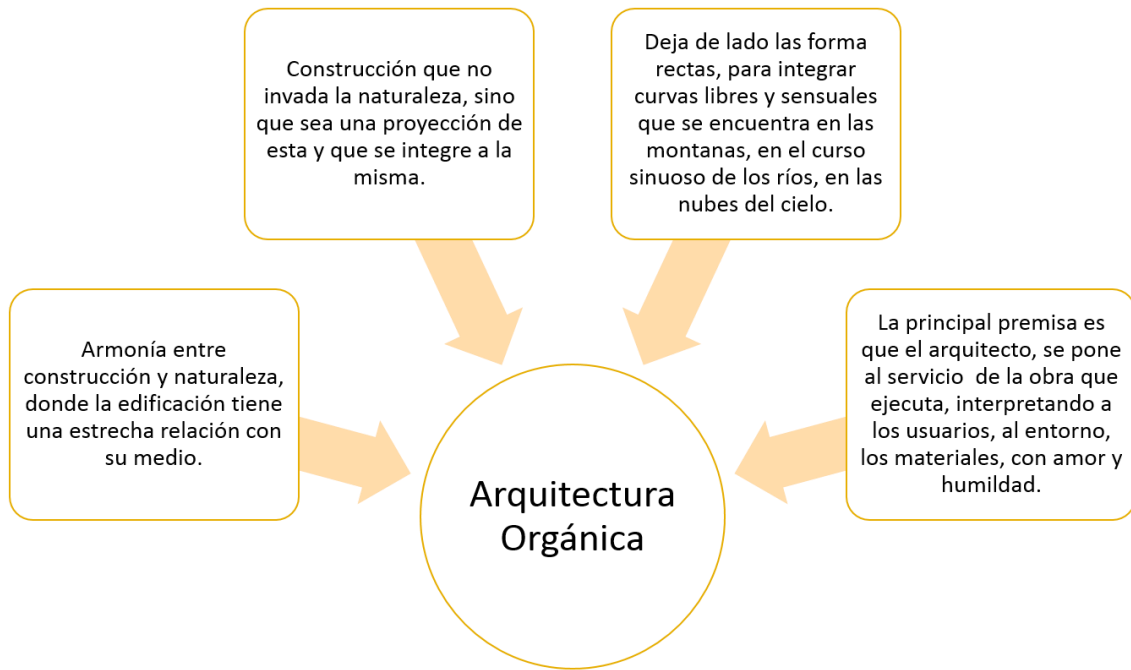 Armonía entre
construcción y naturaleza,
donde la edificación tiene
una estrecha relación con
su medio.
Construcción que no
invada la naturaleza, sino
que sea una proyección de
esta y que se integre a la
misma.
Deja de lado las forma
rectas, para integrar
curvas libres y sensuales
que se encuentra en las
montanas, en el curso
sinuoso de los ríos, en las
nubes del cielo.
La principal premisa es
que el arquitecto, se pone
al servicio  de la obra que
ejecuta, interpretando a
los usuarios, al entorno,
los materiales, con amor y
humildad.
Arquitectura
Orgánica